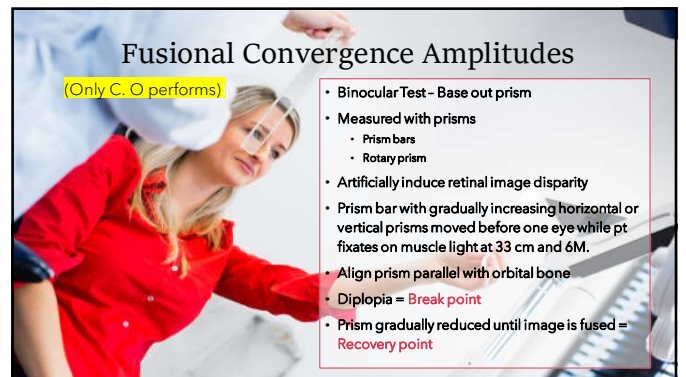 Fusional Convergence Amplitudes
(Only C. O performs)
• Binocular Test – Base out prism
• Measured with prisms
• Prism bars
• Rotary prism
• Artificially induce retinal image disparity
• Prism bar with gradually increasing horizontal or
vertical prisms moved before one eye while pt
fixates on muscle light at 33 cm and 6M.
• Align prism parallel with orbital bone
• Diplopia = Break point
• Prism gradually reduced until image is fused =
Recovery point